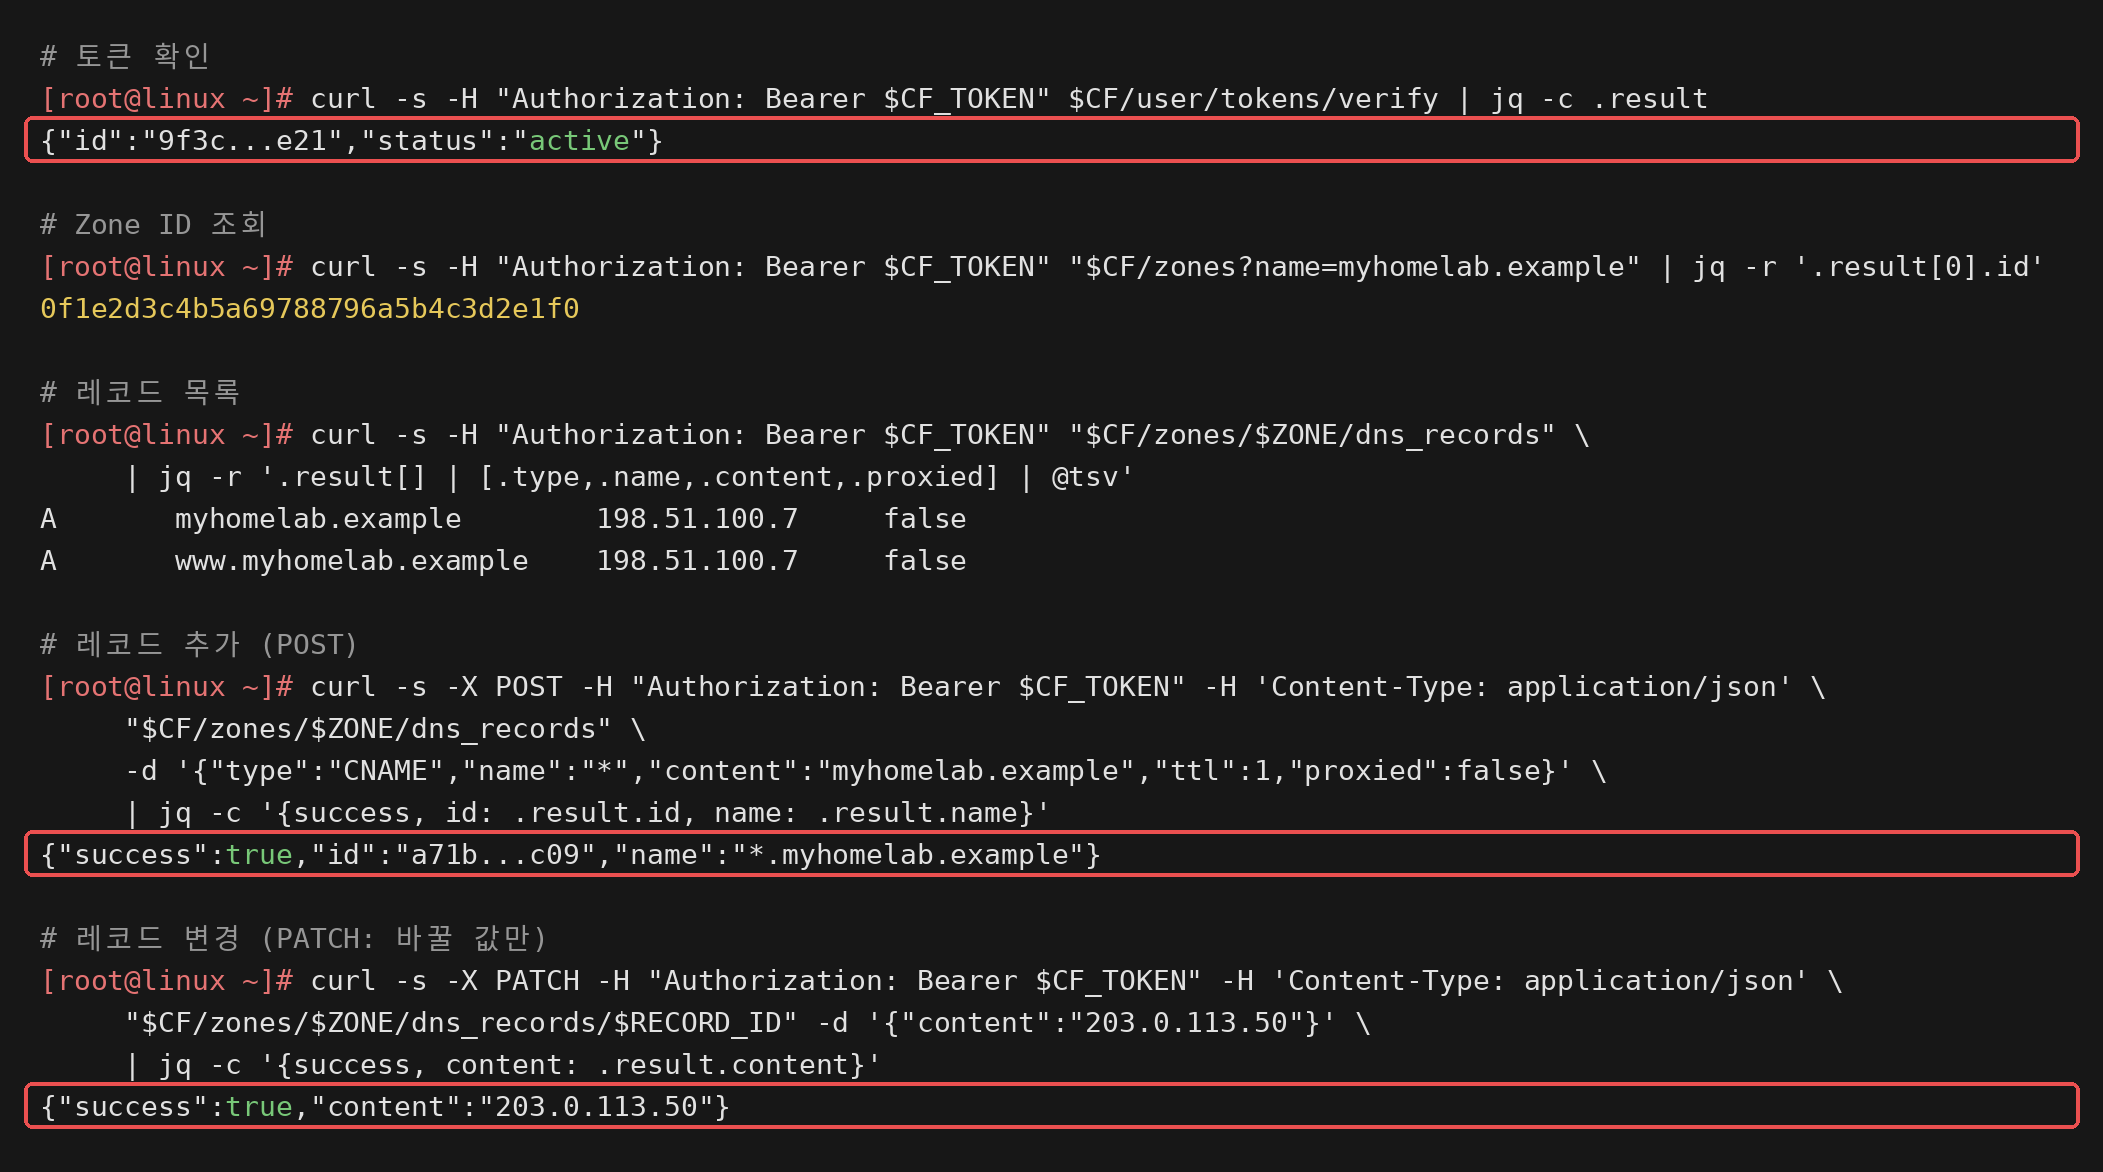 # 토큰 확인
[root@linux ~]# curl -s -H "Authorization: Bearer $CF_TOKEN" $CF/user/tokens/verify | jq -c .result
{"id":"9f3c...e21","status":"active"}
# Zone ID 조회
[root@linux ~]# curl -s -H "Authorization: Bearer $CF_TOKEN" "$CF/zones?name=myhomelab.example" | jq -r '.result[0].id'
0f1e2d3c4b5a69788796a5b4c3d2e1f0
# 레코드 목록
[root@linux ~]# curl -s -H "Authorization: Bearer $CF_TOKEN" "$CF/zones/$ZONE/dns_records" \
     | jq -r '.result[] | [.type,.name,.content,.proxied] | @tsv'
A       myhomelab.example        198.51.100.7     false
A       www.myhomelab.example    198.51.100.7     false
# 레코드 추가 (POST)
[root@linux ~]# curl -s -X POST -H "Authorization: Bearer $CF_TOKEN" -H 'Content-Type: application/json' \
     "$CF/zones/$ZONE/dns_records" \
     -d '{"type":"CNAME","name":"*","content":"myhomelab.example","ttl":1,"proxied":false}' \
     | jq -c '{success, id: .result.id, name: .result.name}'
{"success":true,"id":"a71b...c09","name":"*.myhomelab.example"}
# 레코드 변경 (PATCH: 바꿀 값만)
[root@linux ~]# curl -s -X PATCH -H "Authorization: Bearer $CF_TOKEN" -H 'Content-Type: application/json' \
     "$CF/zones/$ZONE/dns_records/$RECORD_ID" -d '{"content":"203.0.113.50"}' \
     | jq -c '{success, content: .result.content}'
{"success":true,"content":"203.0.113.50"}